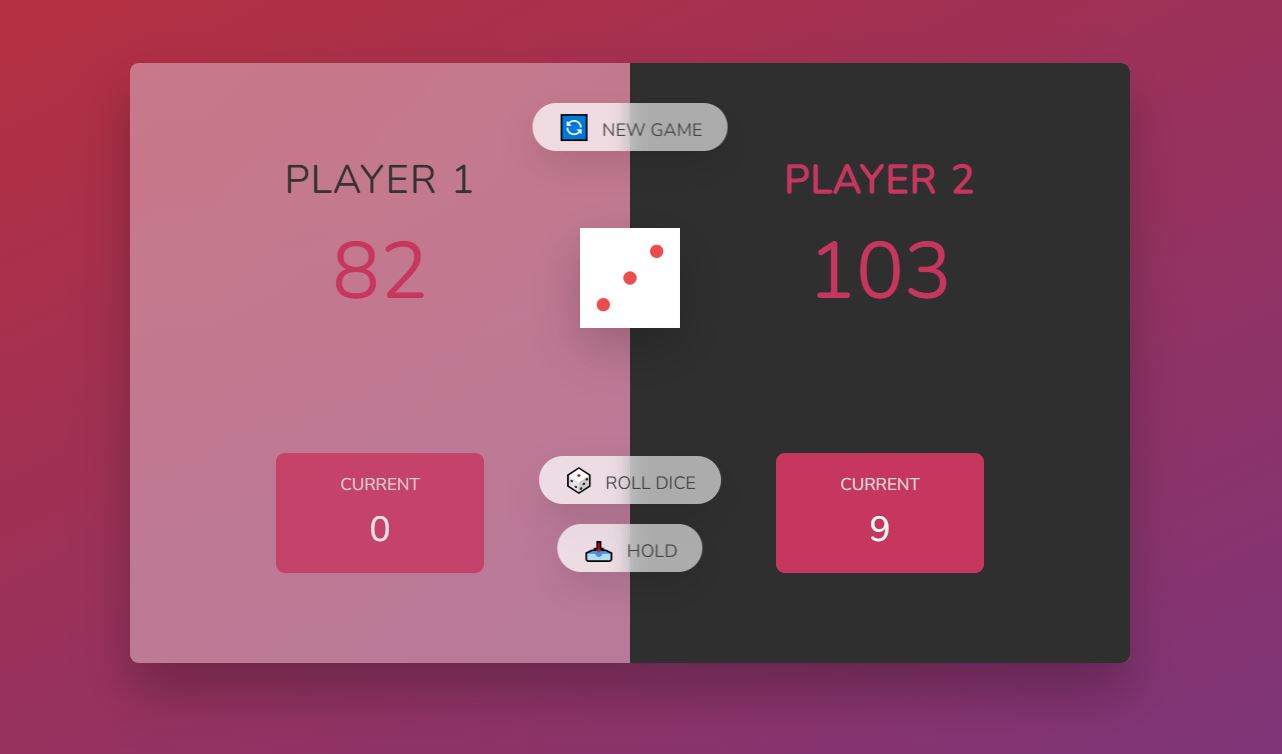 NEW GAME
PLAYER 1
82
PLAYER 2
103
CURRENT
0
ROLL DICE
HOLD
CURRENT
9